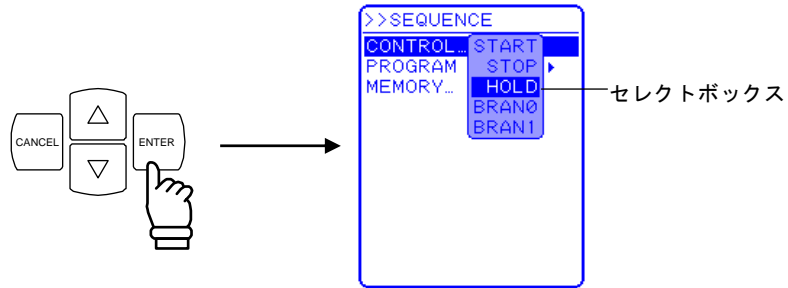 CANCEL
△
▽
ENTER
>>SEQUENCE
CONTROL…
PROGRAM
MEMORY…
START
STOP
HOLD
BRAN0
BRAN1
セレクトボックス